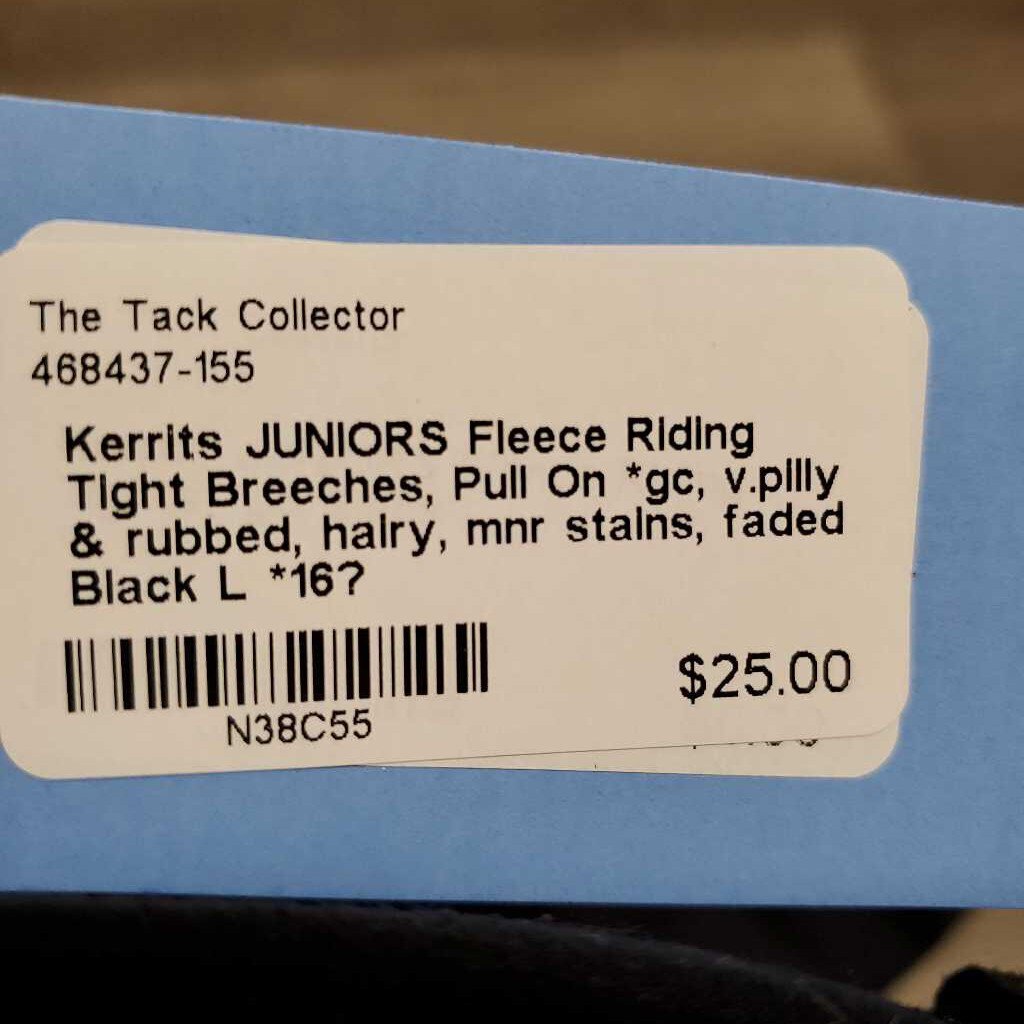 The Tack Collector
468437-155
Kerrits JUNIORS Fleece Riding
Tight Breeches, Pull On *gc, v.pilly
& rubbed, hairy, mnr stains, faded
Black L *16?
$25.00
N38C55